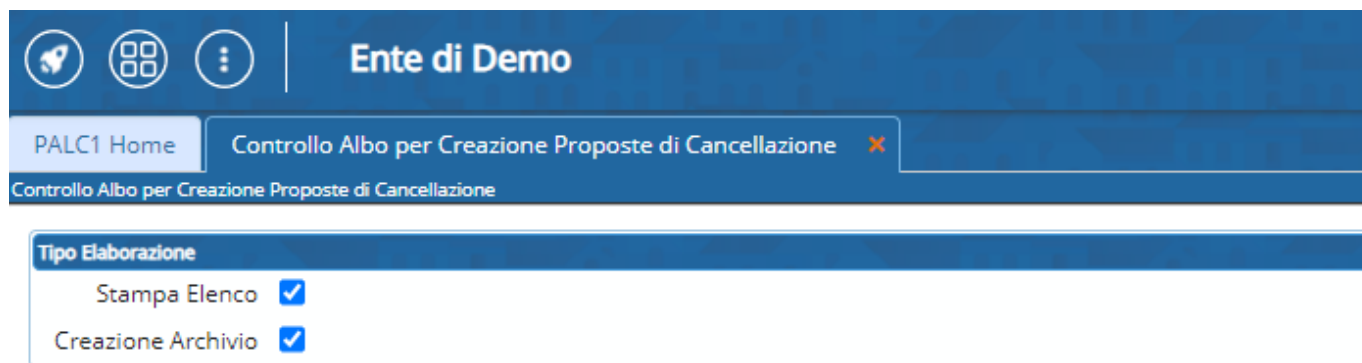 Ente di Demo
PALC1 Home
Controllo Albo per Creazione Proposte di Cancellazione
Controllo Albo per Creazione Proposte di Cancellazione
Tipo Elaborazione
Stampa Elenco
Creazione Archivio